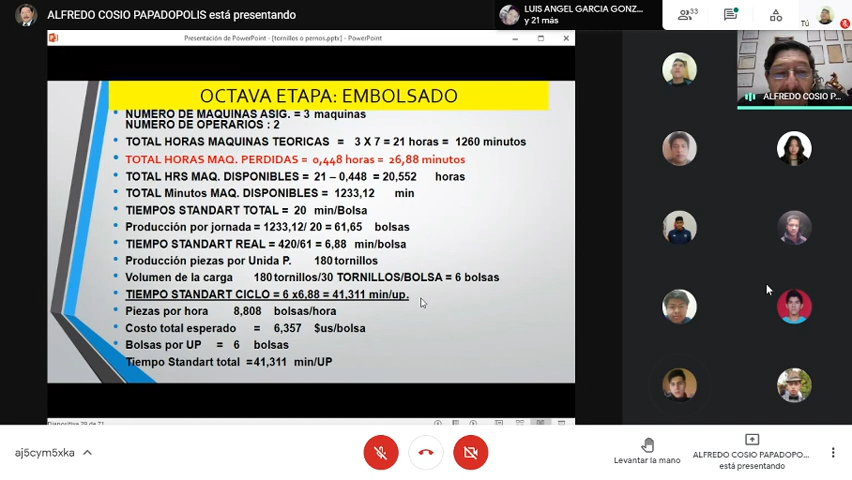 ALFREDO COSIO PAPADOPOLIS está presentando
LUIS ANGEL GARCIA GONZ...
y 21 más
33
Tú
Presentación de PowerPoint - [tornillos o pernos.pptx] - PowerPoint
ALFREDO COSIO P...
OCTAVA ETAPA: EMBOLSADO
NUMERO DE MAQUINAS ASIG. = 3 maquinas
NUMERO DE OPERARIOS : 2
TOTAL HORAS MAQUINAS TEORICAS = 3 X 7 = 21 horas = 1260 minutos
TOTAL HORAS MAQ. PERDIDAS = 0,448 horas = 26,88 minutos
TOTAL HRS MAQ. DISPONIBLES = 21 – 0,448 = 20,552 horas
TOTAL Minutos MAQ. DISPONIBLES = 1233,12 min
TIEMPOS STANDART TOTAL = 20 min/Bolsa
Producción por jornada = 1233,12/ 20 = 61,65 bolsas
TIEMPO STANDART REAL = 420/61 = 6,88 min/bolsa
Producción piezas por Unida P. 180 tornillos
Volumen de la carga 180 tornillos/30 TORNILLOS/BOLSA = 6 bolsas
TIEMPO STANDART CICLO = 6 x6,88 = 41,311 min/up.
Piezas por hora 8,808 bolsas/hora
Costo total esperado = 6,357 $us/bolsa
Bolsas por UP = 6 bolsas
Tiempo Standart total =41,311 min/UP
Diapositiva 29 de 71
aj5cym5xka
Levantar la mano
ALFREDO COSIO PAPADOPO...
está presentando